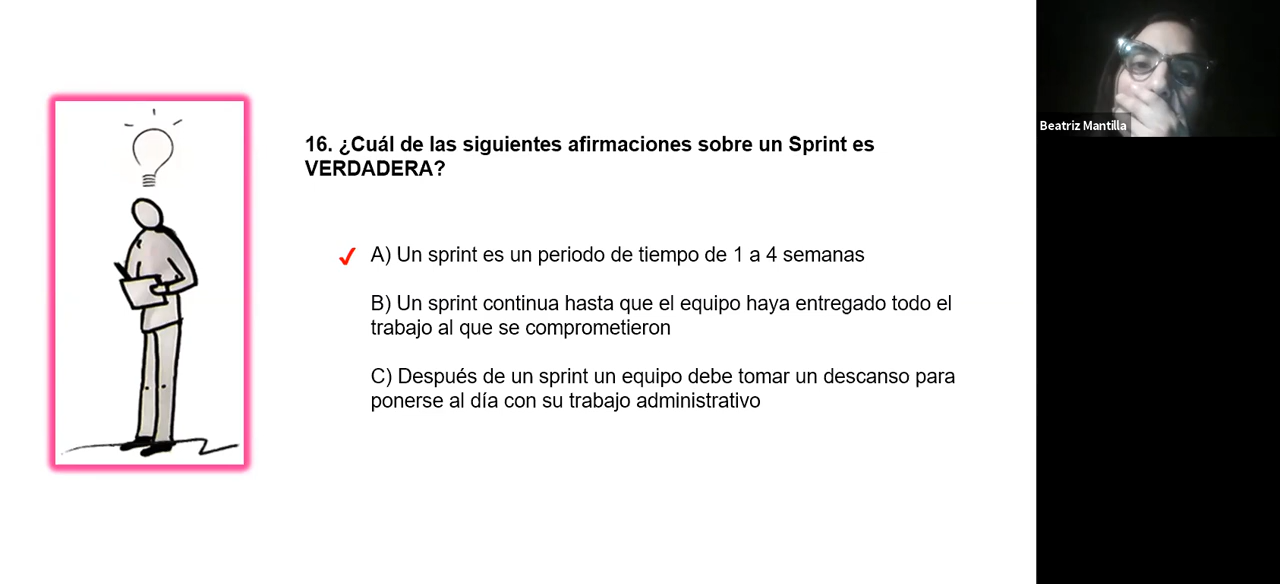 16. ¿Cuál de las siguientes afirmaciones sobre un Sprint es
VERDADERA?
A) Un sprint es un periodo de tiempo de 1 a 4 semanas
B) Un sprint continua hasta que el equipo haya entregado todo el
trabajo al que se comprometieron
C) Después de un sprint un equipo debe tomar un descanso para
ponerse al día con su trabajo administrativo
Beatriz Mantilla